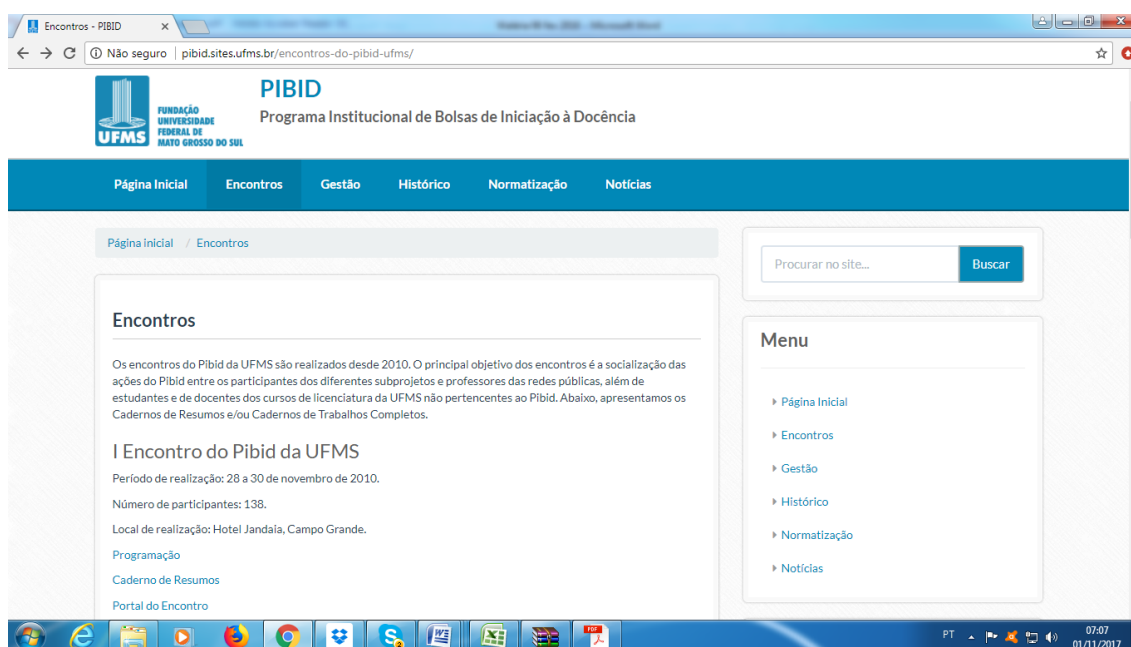 Encontros - PIBID
Não seguro | pibid.sites.ufms.br/encontros-do-pibid-ufms/
UFMS
FUNDAÇÃO
UNIVERSIDADE
FEDERAL DE
MATO GROSSO DO SUL
PIBID
Programa Institucional de Bolsas de Iniciação à Docência
Página Inicial Encontros Gestão Histórico Normatização Notícias
Página inicial / Encontros
Procurar no site... Buscar
Encontros
Os encontros do Pibid da UFMS são realizados desde 2010. O principal objetivo dos encontros é a socialização das
ações do Pibid entre os participantes dos diferentes subprojetos e professores das redes públicas, além de
estudantes e de docentes dos cursos de licenciatura da UFMS não pertencentes ao Pibid. Abaixo, apresentamos os
Cadernos de Resumos e/ou Cadernos de Trabalhos Completos.
I Encontro do Pibid da UFMS
Período de realização: 28 a 30 de novembro de 2010.
Número de participantes: 138.
Local de realização: Hotel Jandaia, Campo Grande.
Programação
Caderno de Resumos
Portal do Encontro
Menu
Página Inicial
Encontros
Gestão
Histórico
Normatização
Notícias
PDF
PT
07:07
01/11/2017